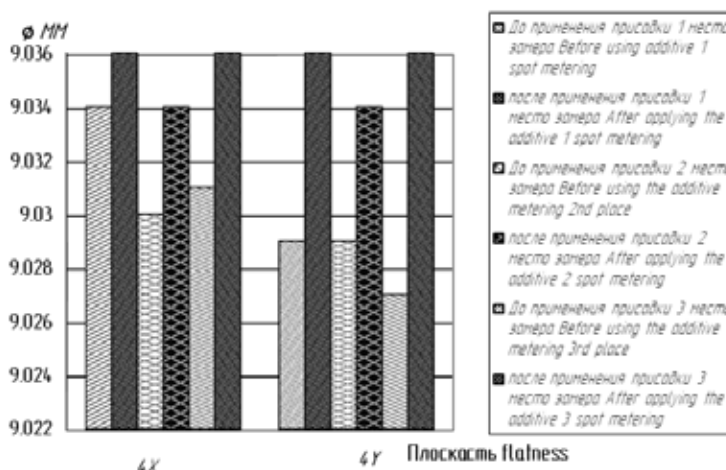 ø ММ
9.036
9.034
9.032
9.03
9.028
9.026
9.024
9.022
4X
4Y
Плоскасть flatness
До применения присадки 1 место
замера Before using additive 1
spot metering
после применения присадки 1
место замера After applying the
additive 1 spot metering
До применения присадки 2 место
замера Before using the additive
metering 2nd place
после применения присадки 2
место замера After applying the
additive 2 spot metering
До применения присадки 3 место
замера Before using the additive
metering 3rd place
после применения присадки 3
место замера After applying the
additive 3 spot metering